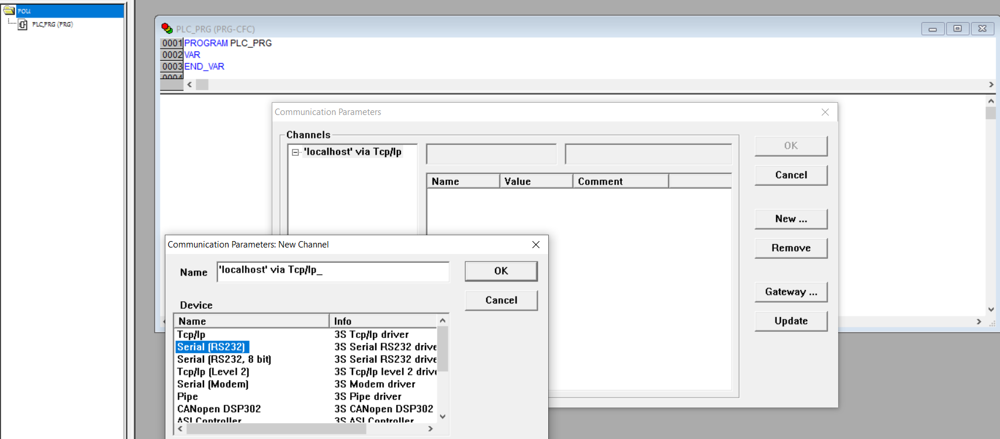 POU
PLC_PRG (PRG)
PLC_PRG (PRG-CFC)
0001 PROGRAM PLC_PRG
0002 VAR
0003 END_VAR
0004
Communication Parameters
Channels
'localhost' via Tcp/Ip
Name Value Comment
OK
Cancel
New ...
Remove
Gateway ...
Update
Communication Parameters: New Channel
Name 'localhost' via Tcp/Ip_
OK
Cancel
Device
Name Info
Tcp/Ip 3S Tcp/Ip driver
Serial (RS232) 3S Serial RS232 drive
Serial (RS232, 8 bit) 3S Serial RS232 drive
Tcp/Ip (Level 2) 3S Tcp/Ip level 2 drive
Serial (Modem) 3S Modem driver
Pipe 3S Pipe driver
CANopen DSP302 3S CANopen DSP302
ASI Controller 3S ASI Controller